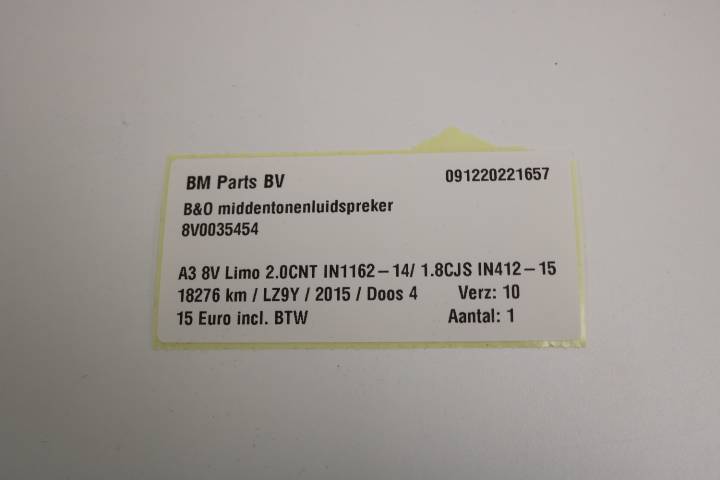 BM Parts BV 091220221657
B&O middentonenluidspreker
8V0035454
A3 8V Limo 2.0CNT IN1162-14/ 1.8CJS IN412-15
18276 km / LZ9Y / 2015 / Doos 4 Verz: 10
15 Euro incl. BTW Aantal: 1